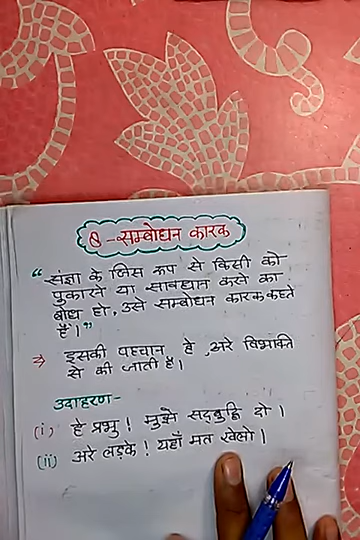 8 - सम्बोधन कारक
“संज्ञा के जिस रूप से किसी को
पुकारने या सावधान करने का
बोध हो, उसे सम्बोधन कारक कहते
हैं।”
⇒ इसकी पहचान हे, अरे विभक्ति
से की जाती है।
उदाहरण-
(i) हे प्रभु! मुझे सद्बुद्धि दो।
(ii) अरे लड़के! यहाँ मत खेलो।